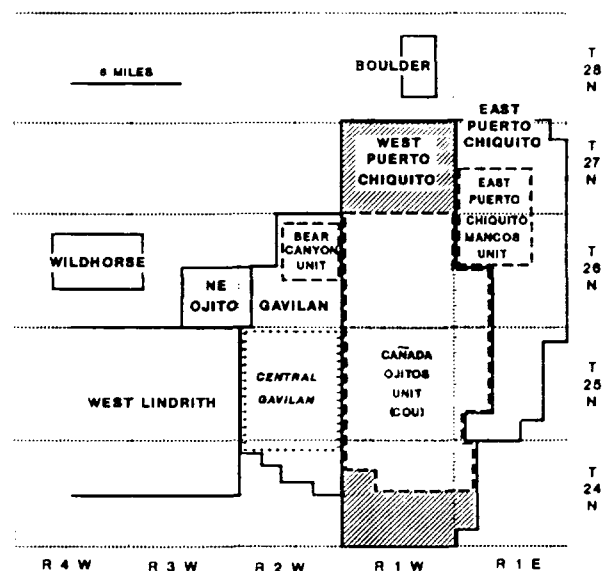 T
28
N
6 MILES
BOULDER
EAST
PUERTO
CHIQUITO
WEST
PUERTO
CHIQUITO
T
27
N
EAST
PUERTO
CHIQUITO
MANCOS
UNIT
BEAR
CANYON
UNIT
WILDHORSE
T
26
N
NE
OJITO
GAVILAN
CAÑADA
OJITOS
UNIT
(COU)
CENTRAL
GAVILAN
WEST LINDRITH
T
25
N
T
24
N
R 4 W
R 3 W
R 2 W
R 1 W
R 1 E